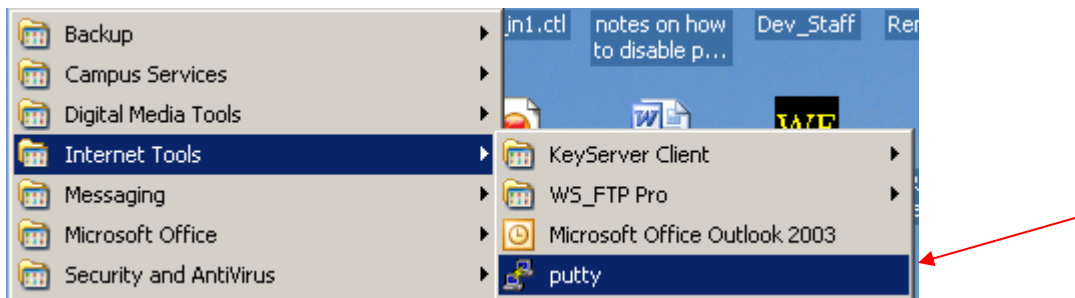 Backup
Campus Services
Digital Media Tools
Internet Tools
Messaging
Microsoft Office
Security and AntiVirus
_in1.ctl
notes on how
to disable p...
Dev_Staff
KeyServer Client
WS_FTP Pro
Microsoft Office Outlook 2003
putty